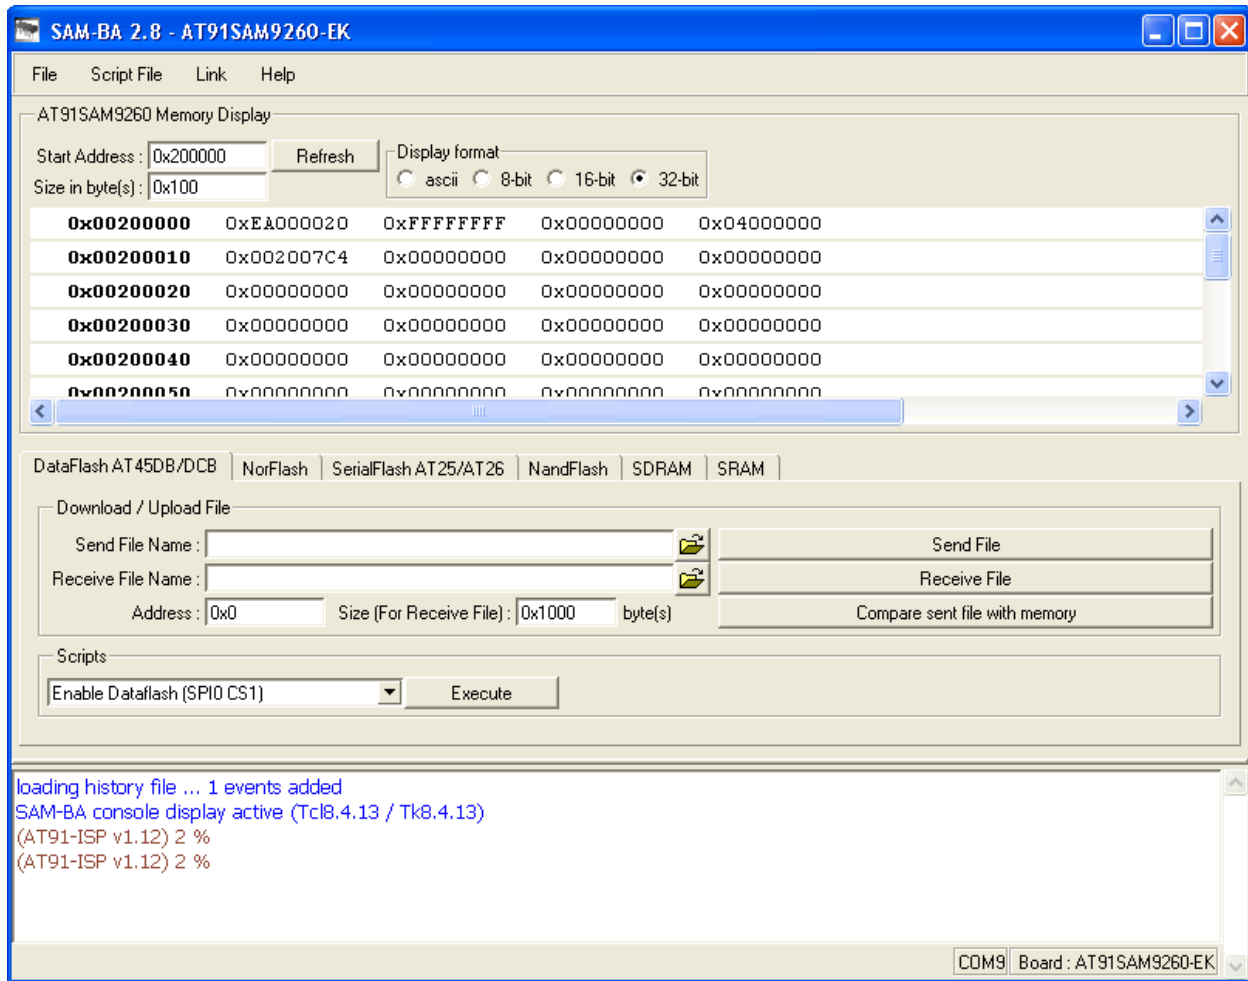 SAM-BA 2.8 - AT91SAM9260-EK
File Script File Link Help
AT91SAM9260 Memory Display
Start Address : 0x200000 Refresh
Size in byte(s) : 0x100
Display format
ascii 8-bit 16-bit 32-bit
0x00200000 0xEA000020 0xFFFFFFFF 0x00000000 0x04000000
0x00200010 0x002007C4 0x00000000 0x00000000 0x00000000
0x00200020 0x00000000 0x00000000 0x00000000 0x00000000
0x00200030 0x00000000 0x00000000 0x00000000 0x00000000
0x00200040 0x00000000 0x00000000 0x00000000 0x00000000
0x00200050 0x00000000 0x00000000 0x00000000 0x00000000
DataFlash AT45DB/DCB NorFlash SerialFlash AT25/AT26 NandFlash SDRAM SRAM
Download / Upload File
Send File Name : Send File
Receive File Name : Receive File
Address : 0x0 Size (For Receive File) : 0x1000 byte(s) Compare sent file with memory
Scripts
Enable Dataflash (SPI0 CS1) Execute
loading history file ... 1 events added
SAM-BA console display active (Tcl8.4.13 / Tk8.4.13)
(AT91-ISP v1.12) 2 %
(AT91-ISP v1.12) 2 %
COM9 Board : AT91SAM9260-EK